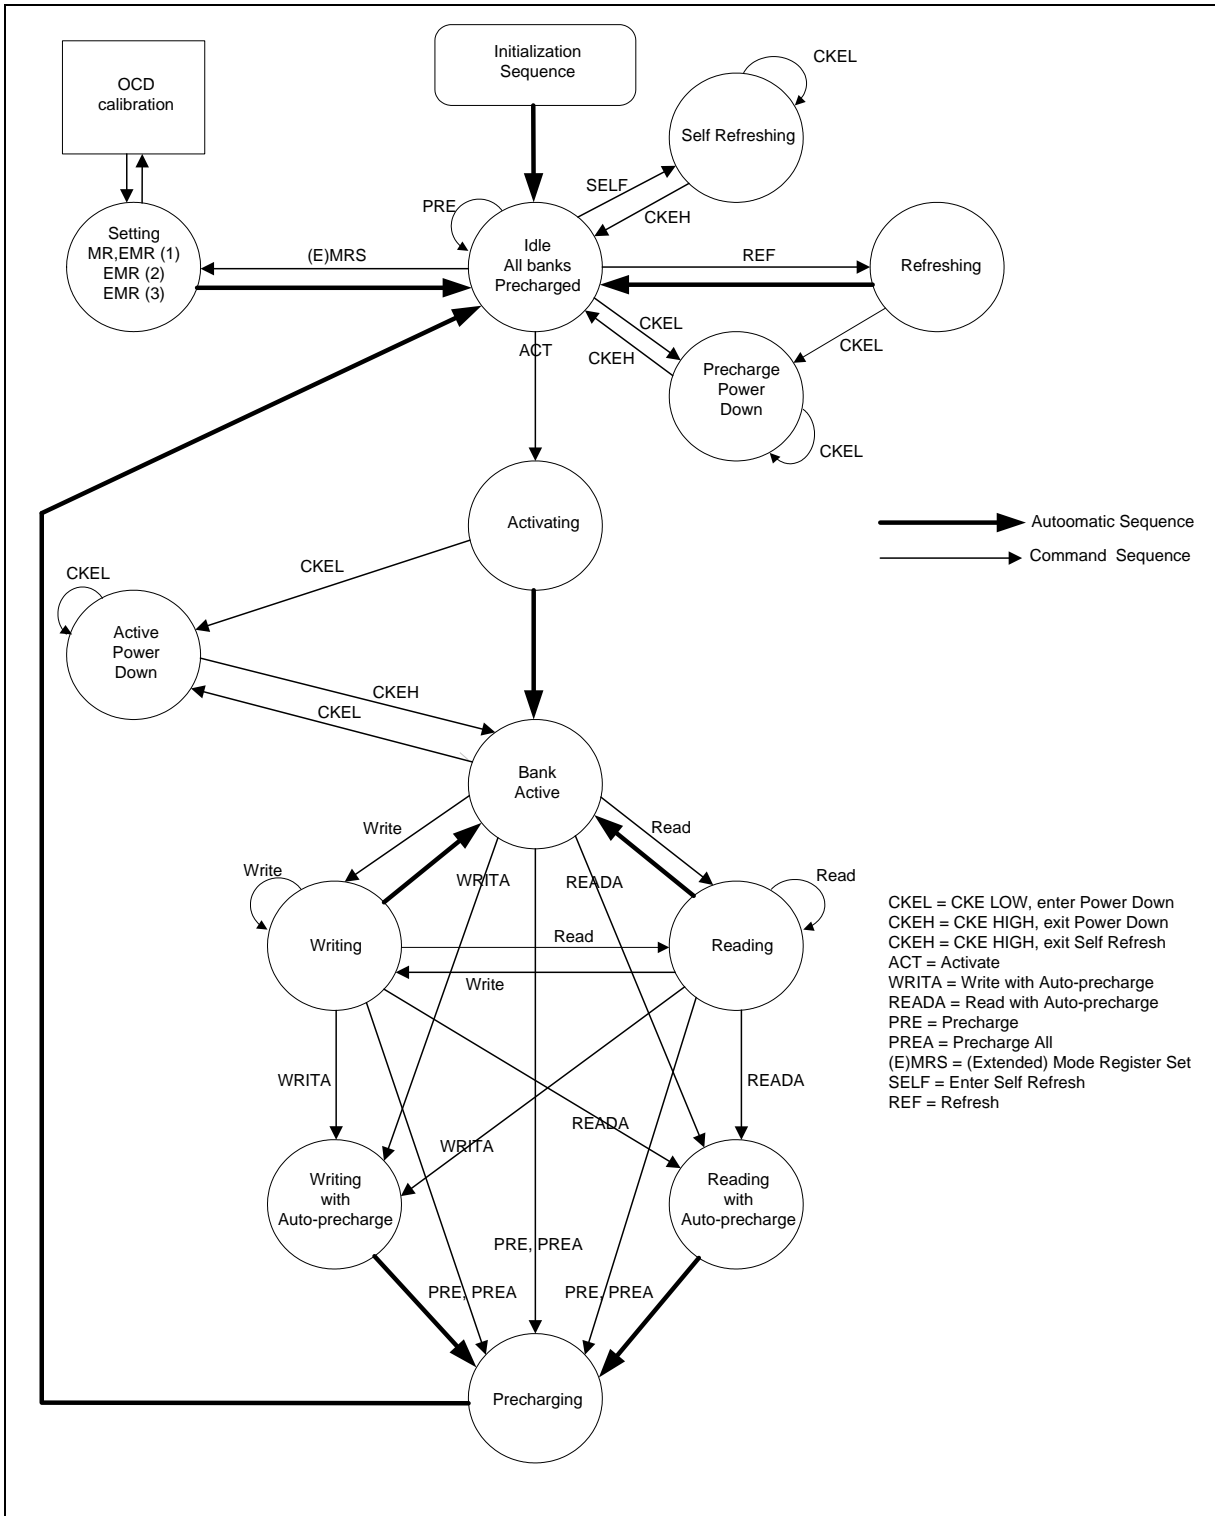 Initialization
Sequence
OCD
calibration
CKEL
Self Refreshing
SELF
CKEH
PRE
Setting
MR,EMR (1)
EMR (2)
EMR (3)
(E)MRS
Idle
All banks
Precharged
REF
Refreshing
CKEL
CKEH
CKEL
ACT
Precharge
Power
Down
CKEL
Activating
Autoomatic Sequence
Command Sequence
CKEL
CKEL
Active
Power
Down
CKEH
CKEL
Bank
Active
Write
Read
Write
WRITA
READA
Read
Writing
Read
Reading
Write
CKEL = CKE LOW, enter Power Down
CKEH = CKE HIGH, exit Power Down
CKEH = CKE HIGH, exit Self Refresh
ACT = Activate
WRITA = Write with Auto-precharge
READA = Read with Auto-precharge
PRE = Precharge
PREA = Precharge All
(E)MRS = (Extended) Mode Register Set
SELF = Enter Self Refresh
REF = Refresh
WRITA
READA
READA
WRITA
Writing
with
Auto-precharge
Reading
with
Auto-precharge
PRE, PREA
PRE, PREA
PRE, PREA
Precharging